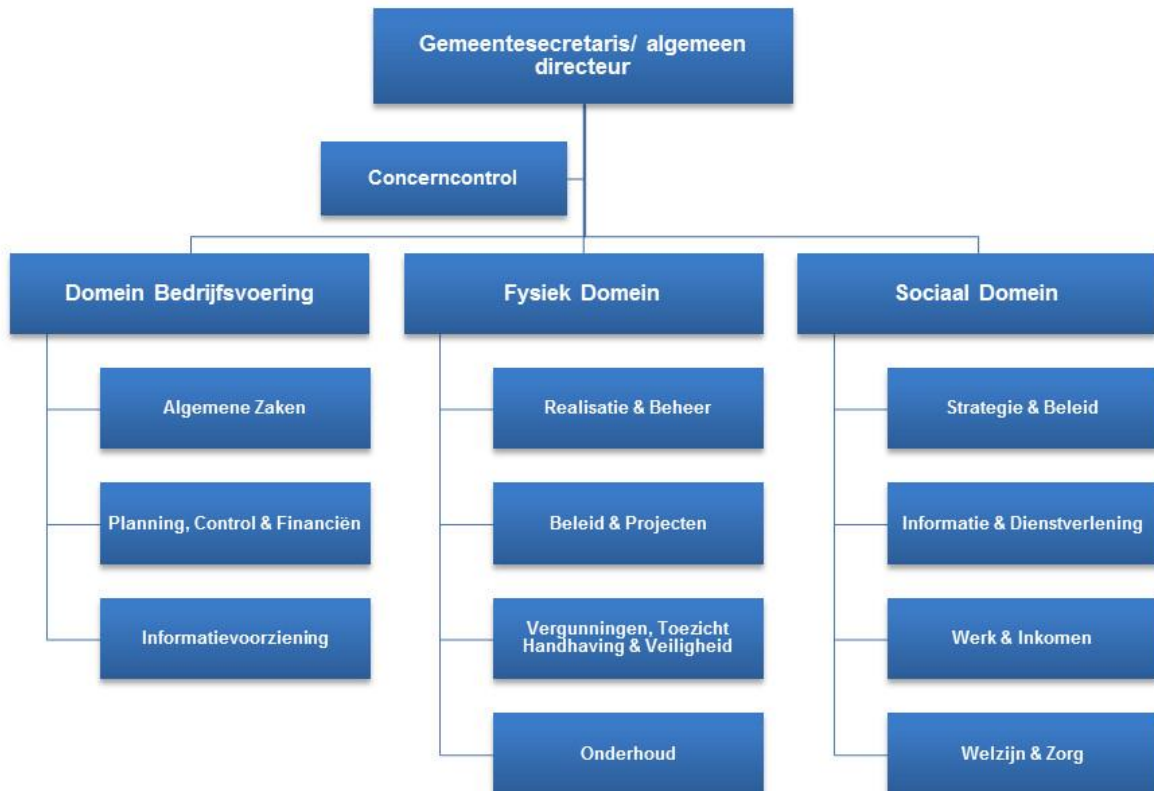 Gemeentesecretaris/ algemeen
directeur
Concerncontrol
Domein Bedrijfsvoering
Algemene Zaken
Planning, Control & Financiën
Informatievoorziening
Fysiek Domein
Realisatie & Beheer
Beleid & Projecten
Vergunningen, Toezicht
Handhaving & Veiligheid
Onderhoud
Sociaal Domein
Strategie & Beleid
Informatie & Dienstverlening
Werk & Inkomen
Welzijn & Zorg